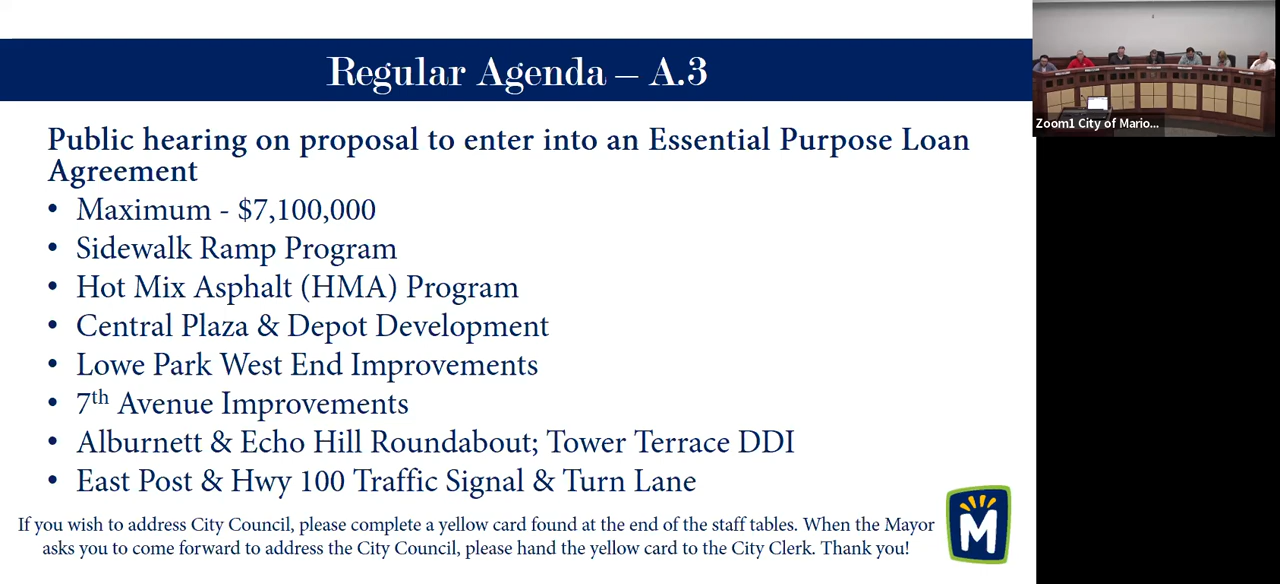 Regular Agenda – A.3
Public hearing on proposal to enter into an Essential Purpose Loan
Agreement
• Maximum - $7,100,000
• Sidewalk Ramp Program
• Hot Mix Asphalt (HMA) Program
• Central Plaza & Depot Development
• Lowe Park West End Improvements
• 7th Avenue Improvements
• Alburnett & Echo Hill Roundabout; Tower Terrace DDI
• East Post & Hwy 100 Traffic Signal & Turn Lane
If you wish to address City Council, please complete a yellow card found at the end of the staff tables. When the Mayor
asks you to come forward to address the City Council, please hand the yellow card to the City Clerk. Thank you!
M
Zoom1 City of Mario...